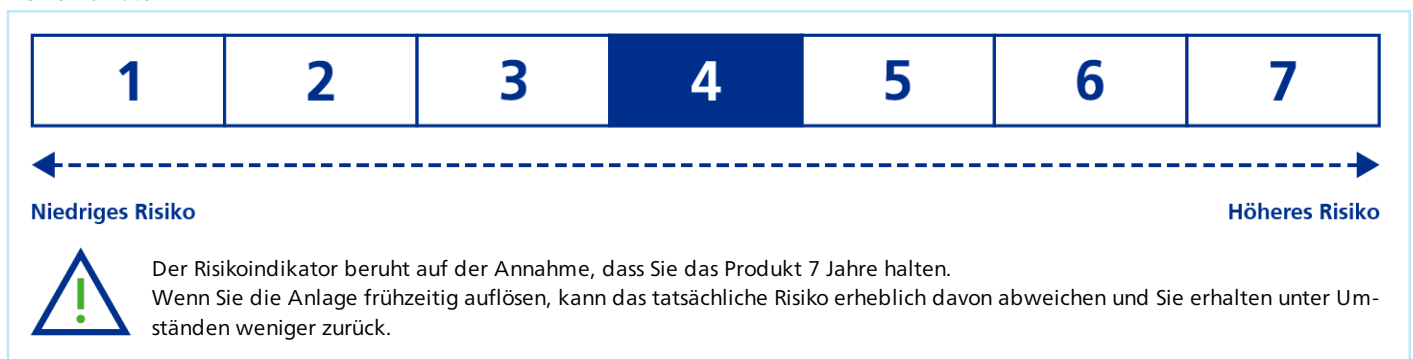 1 2 3 4 5 6 7
Niedriges Risiko Höheres Risiko
Der Risikoindikator beruht auf der Annahme, dass Sie das Produkt 7 Jahre halten.
Wenn Sie die Anlage frühzeitig auflösen, kann das tatsächliche Risiko erheblich davon abweichen und Sie erhalten unter Um-
ständen weniger zurück.